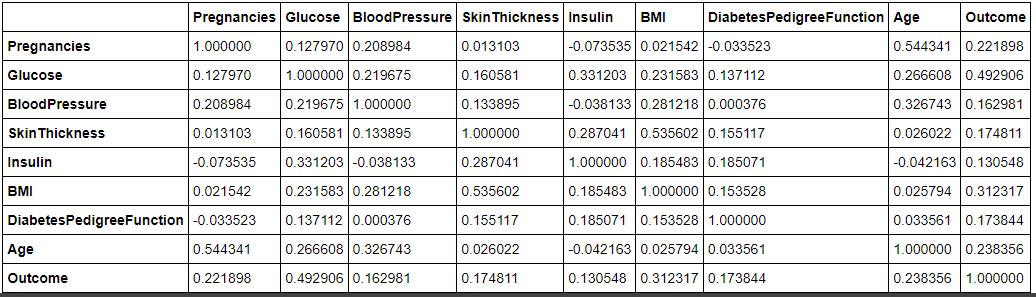 Pregnancies Glucose BloodPressure SkinThickness Insulin BMI DiabetesPedigreeFunction Age Outcome
Pregnancies 1.000000 0.127970 0.208984 0.013103 -0.073535 0.021542 -0.033523 0.544341 0.221898
Glucose 0.127970 1.000000 0.219675 0.160581 0.331203 0.231583 0.137112 0.266608 0.492906
BloodPressure 0.208984 0.219675 1.000000 0.133895 -0.038133 0.281218 0.000376 0.326743 0.162981
SkinThickness 0.013103 0.160581 0.133895 1.000000 0.287041 0.535602 0.155117 0.026022 0.174811
Insulin -0.073535 0.331203 -0.038133 0.287041 1.000000 0.185483 0.185071 -0.042163 0.130548
BMI 0.021542 0.231583 0.281218 0.535602 0.185483 1.000000 0.153528 0.025794 0.312317
DiabetesPedigreeFunction -0.033523 0.137112 0.000376 0.155117 0.185071 0.153528 1.000000 0.033561 0.173844
Age 0.544341 0.266608 0.326743 0.026022 -0.042163 0.025794 0.033561 1.000000 0.238356
Outcome 0.221898 0.492906 0.162981 0.174811 0.130548 0.312317 0.173844 0.238356 1.000000